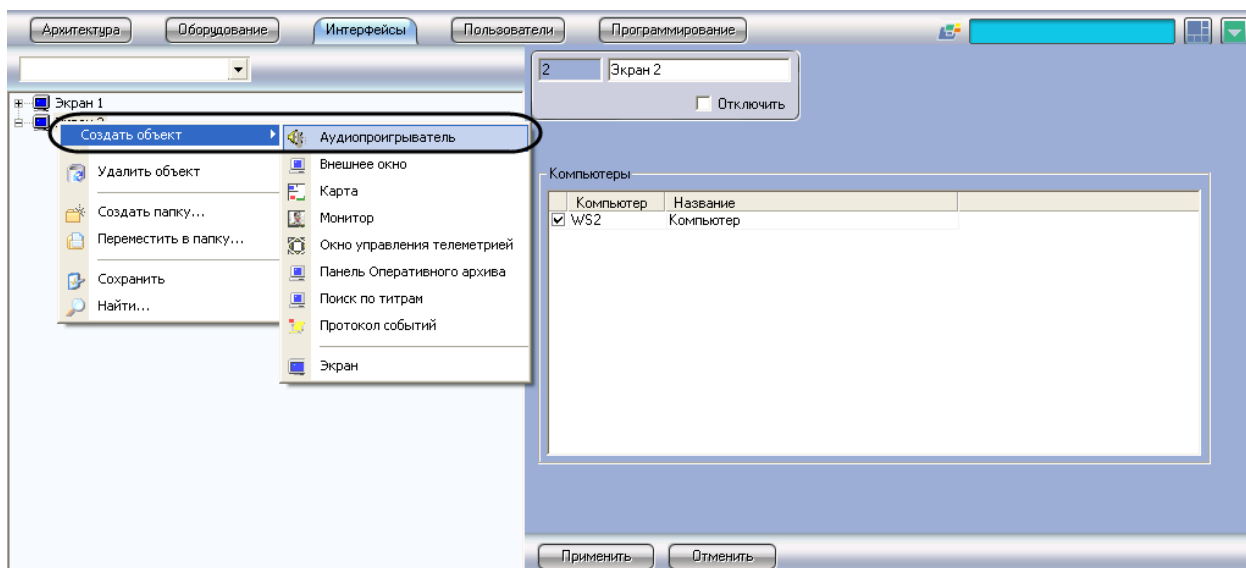 Архитектура Оборудование Интерфейсы Пользователи Программирование
2 Экран 2
Отключить
Экран 1
Создать объект
Удалить объект
Создать папку...
Переместить в папку...
Сохранить
Найти...
Аудиопроигрыватель
Внешнее окно
Карта
Монитор
Окно управления телеметрией
Панель Оперативного архива
Поиск по титрам
Протокол событий
Экран
Компьютеры
Компьютер Название
WS2 Компьютер
Применить Отменить